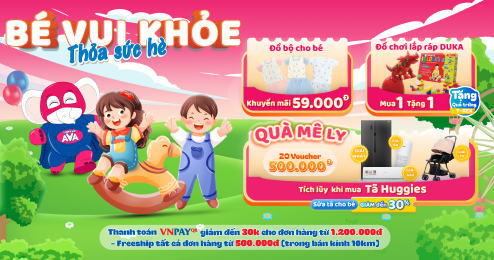 BÉ VUI KHỎE
Thỏa sức hè
Đồ bộ cho bé
Khuyến mãi 59.000Đ
Đồ chơi lắp ráp DUKA
Mua 1 Tặng 1
Tặng
Quả trứng
AVA
QUÀ MÊ LY
20 Voucher
500.000Đ
Tích lũy khi mua Tã Huggies
Sữa tã cho bé GIẢM đến 30%
Thanh toán VNPAYQR giảm đến 30k cho đơn hàng từ 1.200.000đ
- Freeship tất cả đơn hàng từ 500.000đ (trong bán kính 10km)